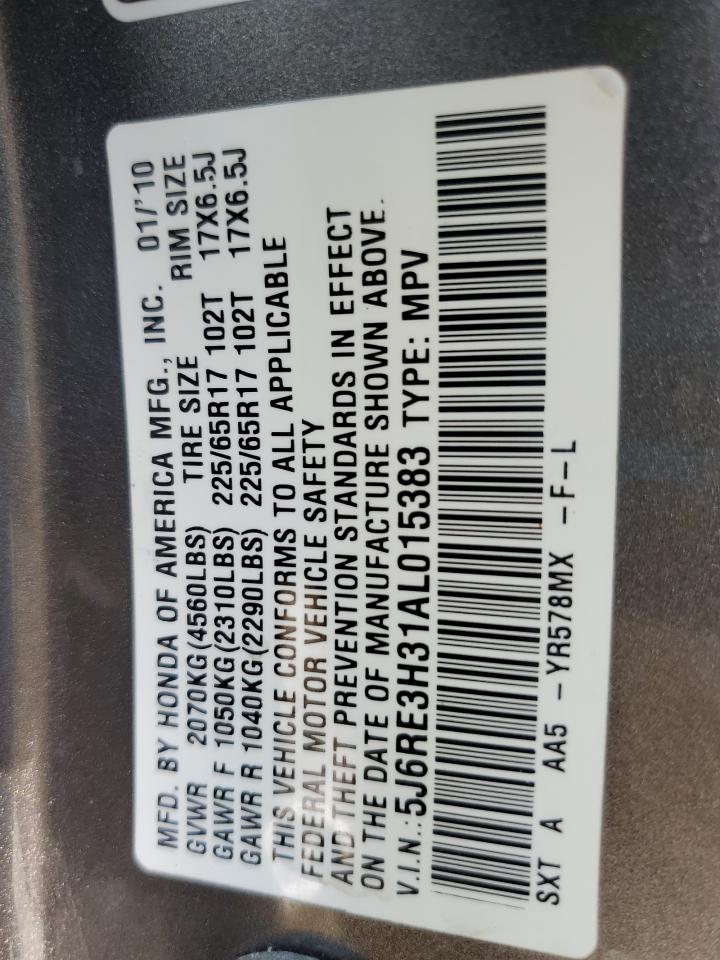 MFD. BY HONDA OF AMERICA MFG., INC. 01/'10
GVWR 2070KG(4560LBS) TIRE SIZE RIM SIZE
GAWR F 1050KG(2310LBS) 225/65R17 102T 17X6.5J
GAWR R 1040KG(2290LBS) 225/65R17 102T 17X6.5J
THIS VEHICLE CONFORMS TO ALL APPLICABLE
FEDERAL MOTOR VEHICLE SAFETY
AND THEFT PREVENTION STANDARDS IN EFFECT
ON THE DATE OF MANUFACTURE SHOWN ABOVE.
V.I.N.:5J6RE3H31AL015383 TYPE: MPV
SXT A AA5 -YR578MX -F-L